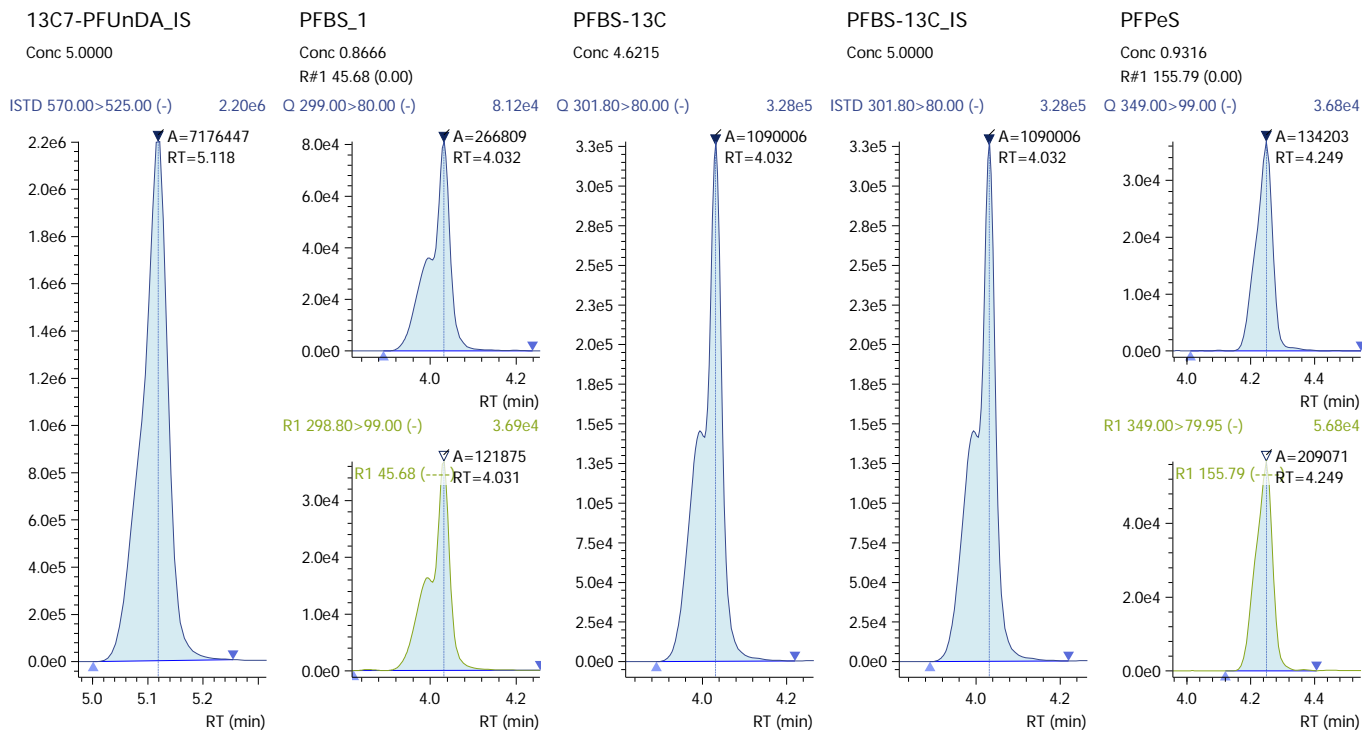 13C7-PFUnDA_IS
Conc 5.0000
ISTD 570.00>525.00 (-) 2.20e6
A=7176447
RT=5.118
2.2e6
2.0e6
1.8e6
1.6e6
1.4e6
1.2e6
1.0e6
8.0e5
6.0e5
4.0e5
2.0e5
0.0e0
5.0 5.1 5.2
RT (min)
PFBS_1
Conc 0.8666
R#1 45.68 (0.00)
Q 299.00>80.00 (-) 8.12e4
A=266809
RT=4.032
8.0e4
6.0e4
4.0e4
2.0e4
0.0e0
4.0 4.2
RT (min)
R1 298.80>99.00 (-) 3.69e4
A=121875
R1 45.68 (----)
RT=4.031
3.0e4
2.0e4
1.0e4
0.0e0
4.0 4.2
RT (min)
PFBS-13C
Conc 4.6215
Q 301.80>80.00 (-) 3.28e5
A=1090006
RT=4.032
3.3e5
3.0e5
2.8e5
2.5e5
2.3e5
2.0e5
1.8e5
1.5e5
1.3e5
1.0e5
7.5e4
5.0e4
2.5e4
0.0e0
4.0 4.2
RT (min)
PFBS-13C_IS
Conc 5.0000
ISTD 301.80>80.00 (-) 3.28e5
A=1090006
RT=4.032
3.3e5
3.0e5
2.8e5
2.5e5
2.3e5
2.0e5
1.8e5
1.5e5
1.3e5
1.0e5
7.5e4
5.0e4
2.5e4
0.0e0
4.0 4.2
RT (min)
PFPeS
Conc 0.9316
R#1 155.79 (0.00)
Q 349.00>99.00 (-) 3.68e4
A=134203
RT=4.249
3.0e4
2.0e4
1.0e4
0.0e0
4.0 4.2 4.4
RT (min)
R1 349.00>79.95 (-) 5.68e4
A=209071
R1 155.79 (----)
RT=4.249
4.0e4
2.0e4
0.0e0
4.0 4.2 4.4
RT (min)